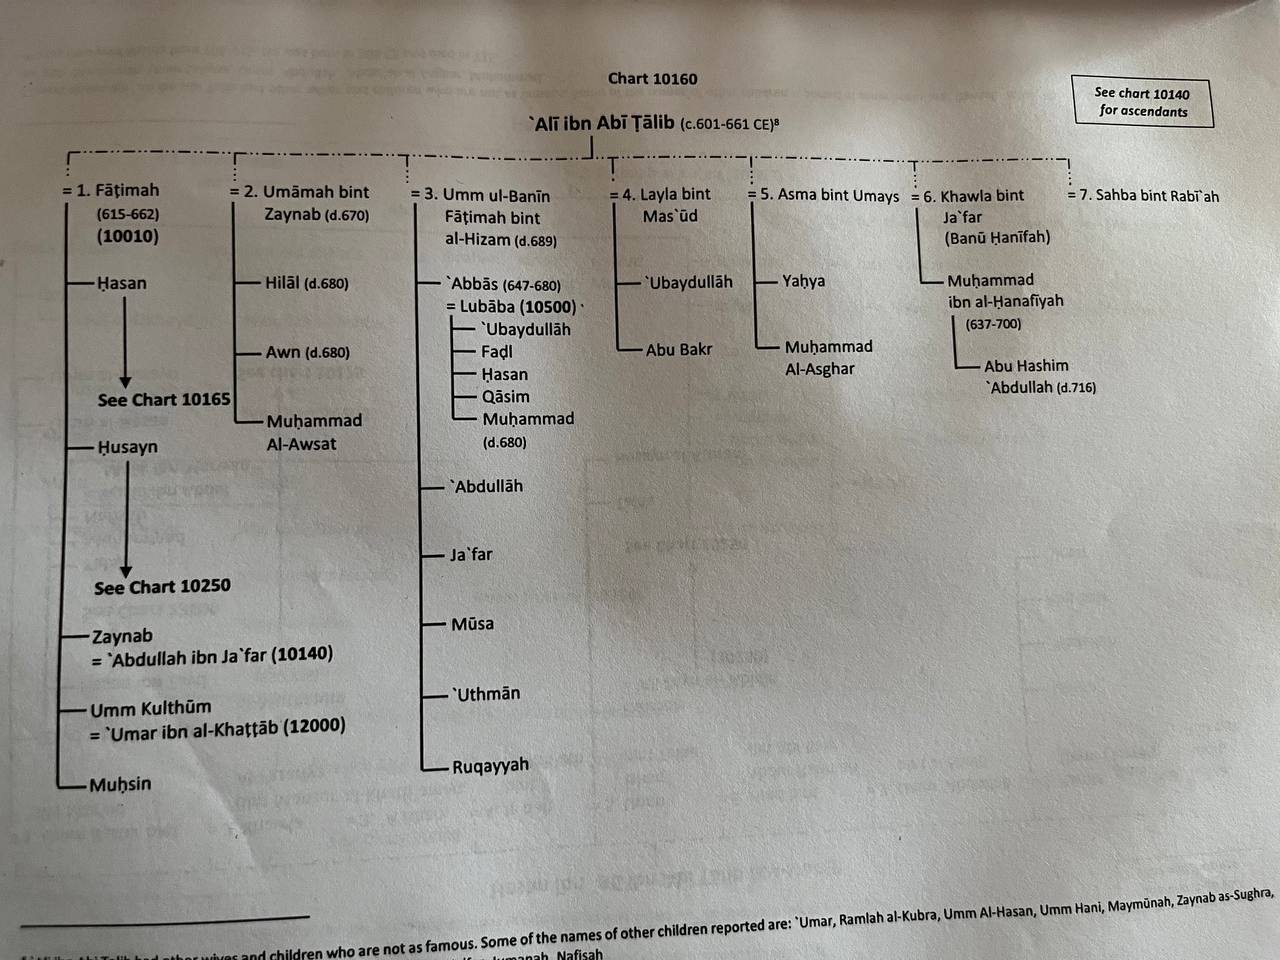 Chart 10160
See chart 10140
for ascendants
`Alī ibn Abī Ṭālib (c.601-661 CE)⁸
= 1. Fāṭimah
(615-662)
(10010)
Ḥasan
See Chart 10165
Ḥusayn
See Chart 10250
Zaynab
= `Abdullah ibn Ja`far (10140)
Umm Kulthūm
= `Umar ibn al-Khaṭṭāb (12000)
Muḥsin
= 2. Umāmah bint
Zaynab (d.670)
Hilāl (d.680)
Awn (d.680)
Muḥammad
Al-Awsat
= 3. Umm ul-Banīn
Fāṭimah bint
al-Hizam (d.689)
`Abbās (647-680)
= Lubāba (10500)
`Ubaydullāh
Faḍl
Ḥasan
Qāsim
Muḥammad
(d.680)
`Abdullāh
Ja`far
Mūsa
`Uthmān
Ruqayyah
= 4. Layla bint
Mas`ūd
`Ubaydullāh
Abu Bakr
= 5. Asma bint Umays
Yaḥya
Muḥammad
Al-Asghar
= 6. Khawla bint
Ja`far
(Banū Ḥanīfah)
Muḥammad
ibn al-Ḥanafīyah
(637-700)
Abu Hashim
`Abdullah (d.716)
= 7. Sahba bint Rabī`ah
wives and children who are not as famous. Some of the names of other children reported are: `Umar, Ramlah al-Kubra, Umm Al-Hasan, Umm Hani, Maymūnah, Zaynab as-Sughra,
Nafisah